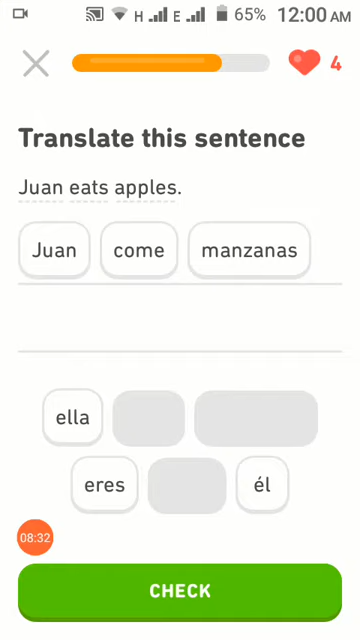 H E 65% 12:00 AM
4
Translate this sentence
Juan eats apples.
Juan come manzanas
ella
eres él
08:32
CHECK